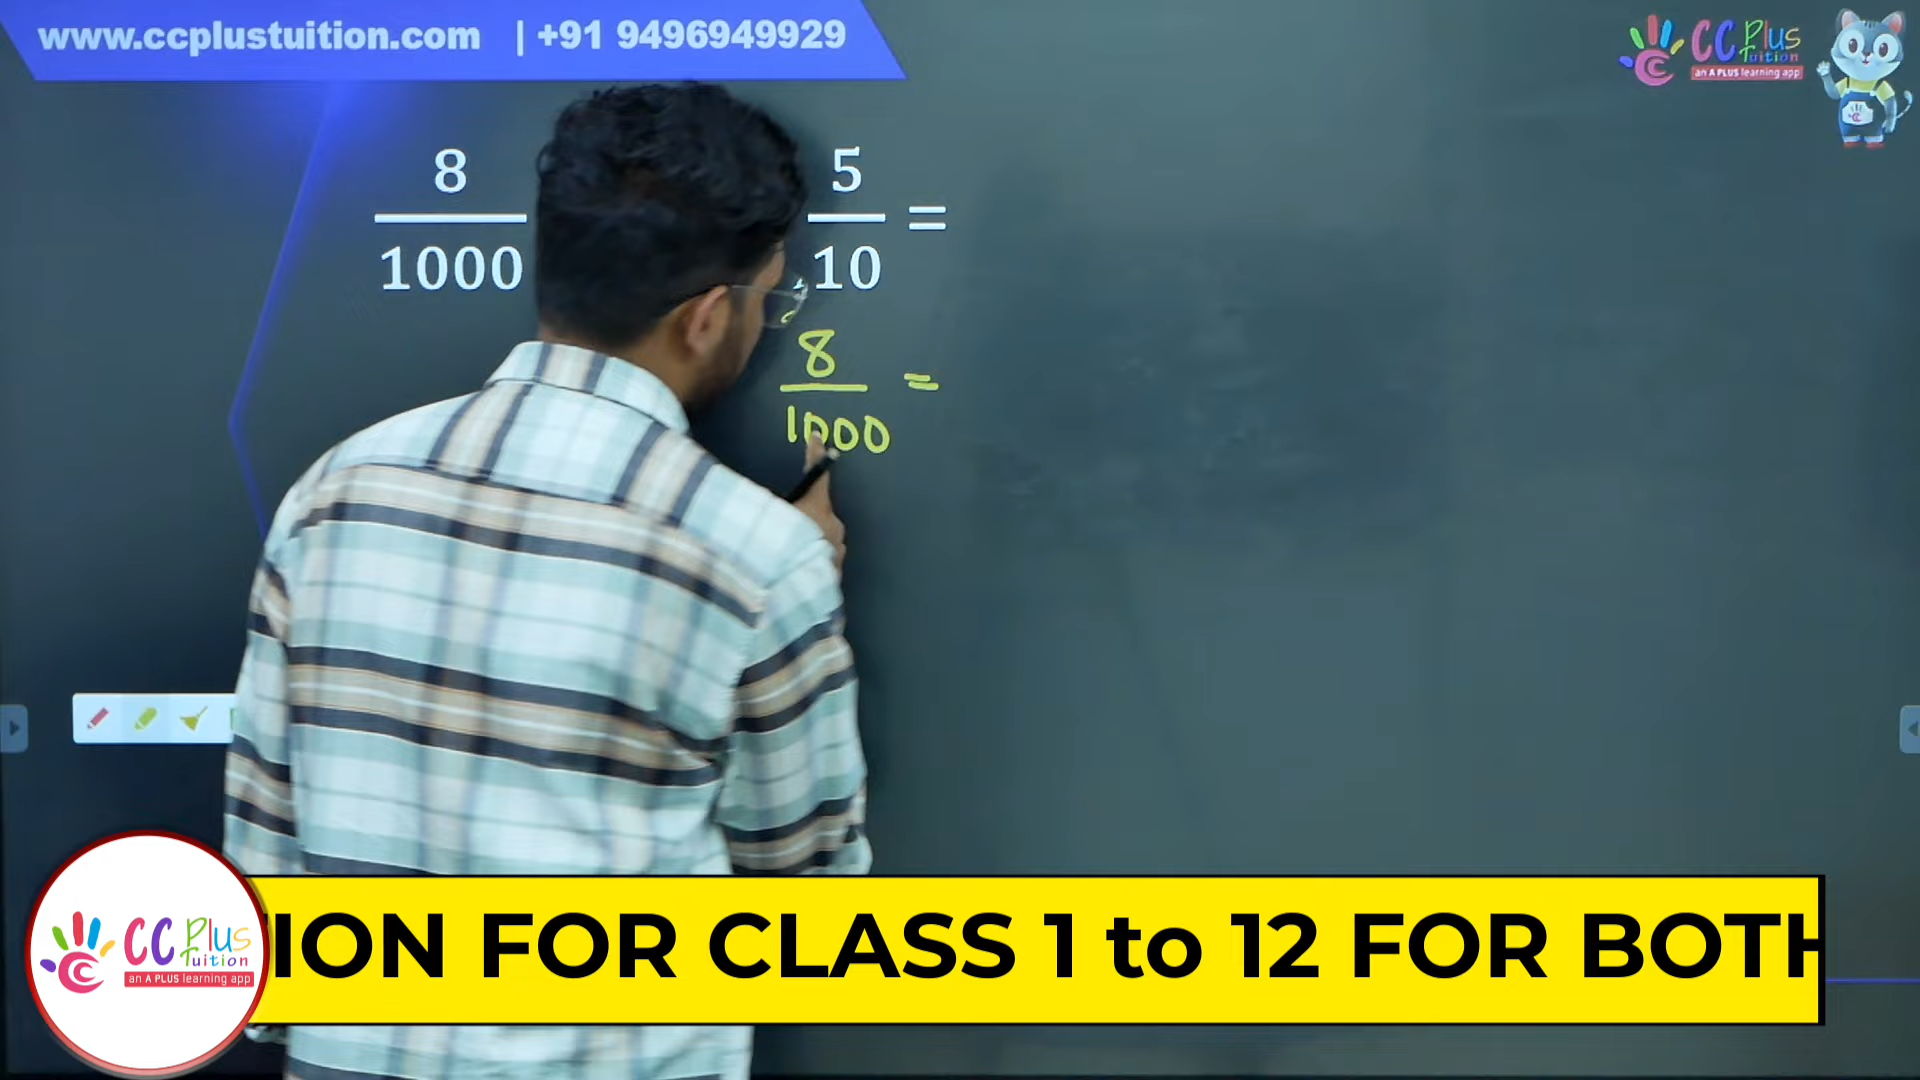 www.ccplustuition.com | +91 9496949929
CC Plus
Tuition
an A PLUS learning app
8
1000
5
10
=
8
1000
=
CC Plus
Tuition
an A PLUS learning app
ION FOR CLASS 1 to 12 FOR BOTH